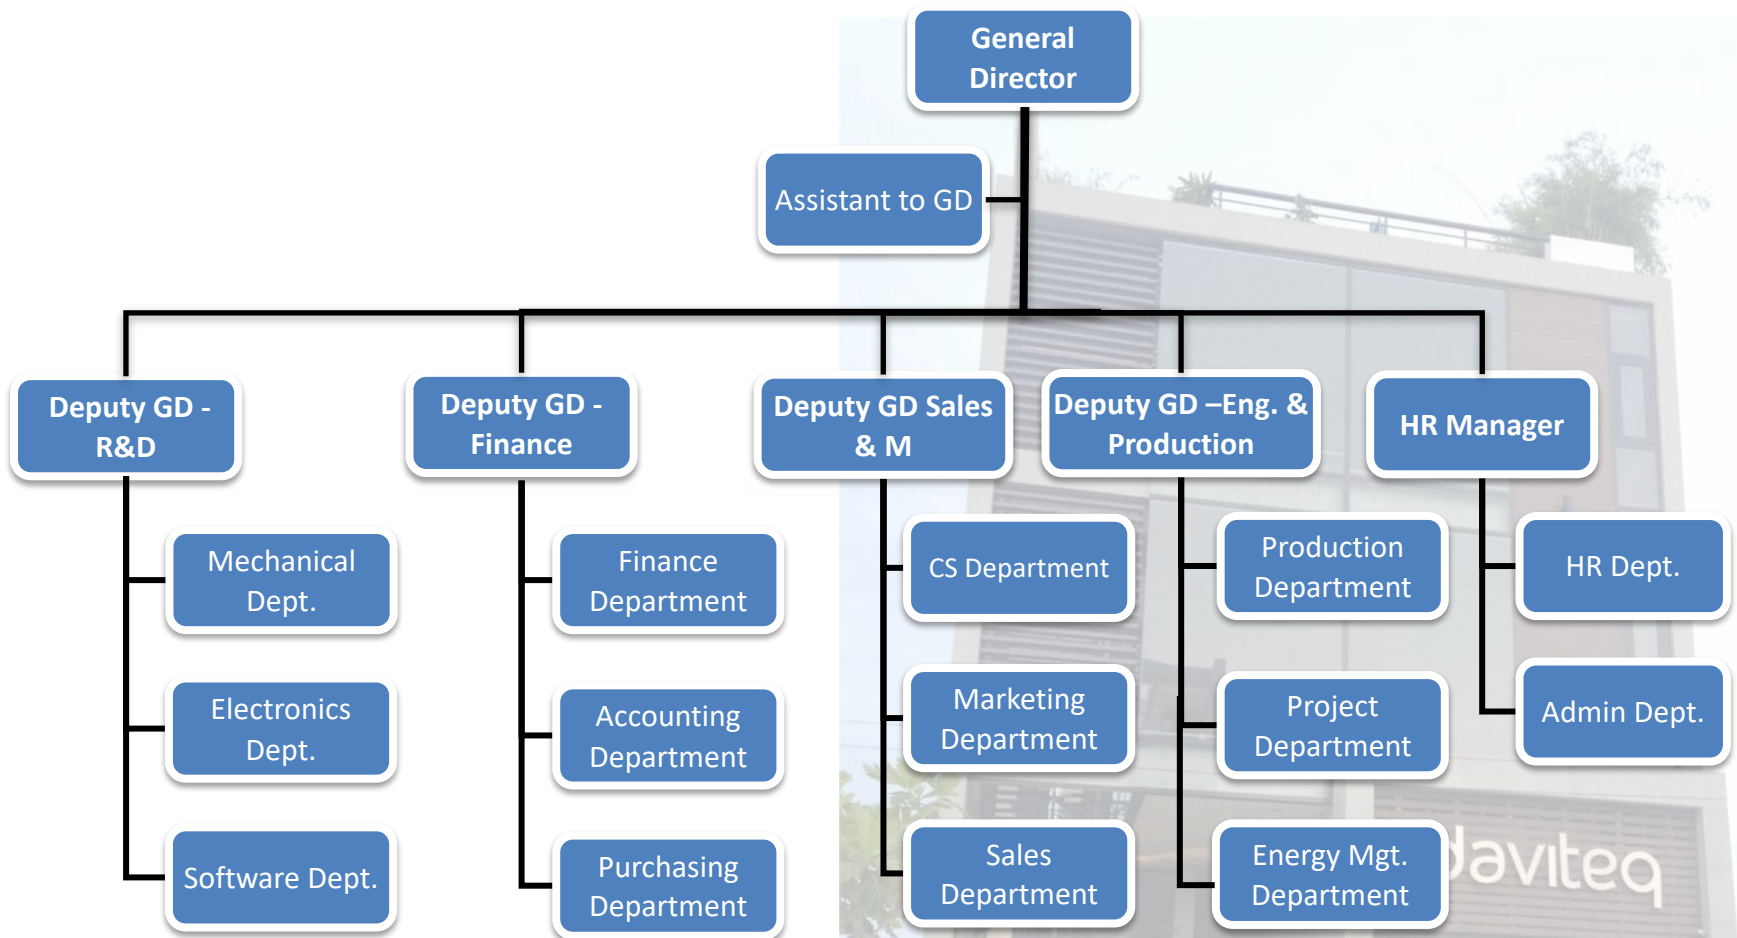 General
Director
Assistant to GD
Deputy GD -
R&D
Deputy GD -
Finance
Deputy GD Sales
& M
Deputy GD –Eng. &
Production
HR Manager
Mechanical
Dept.
Finance
Department
CS Department
Production
Department
HR Dept.
Electronics
Dept.
Accounting
Department
Marketing
Department
Project
Department
Admin Dept.
Software Dept.
Purchasing
Department
Sales
Department
Energy Mgt.
Department
daviteq